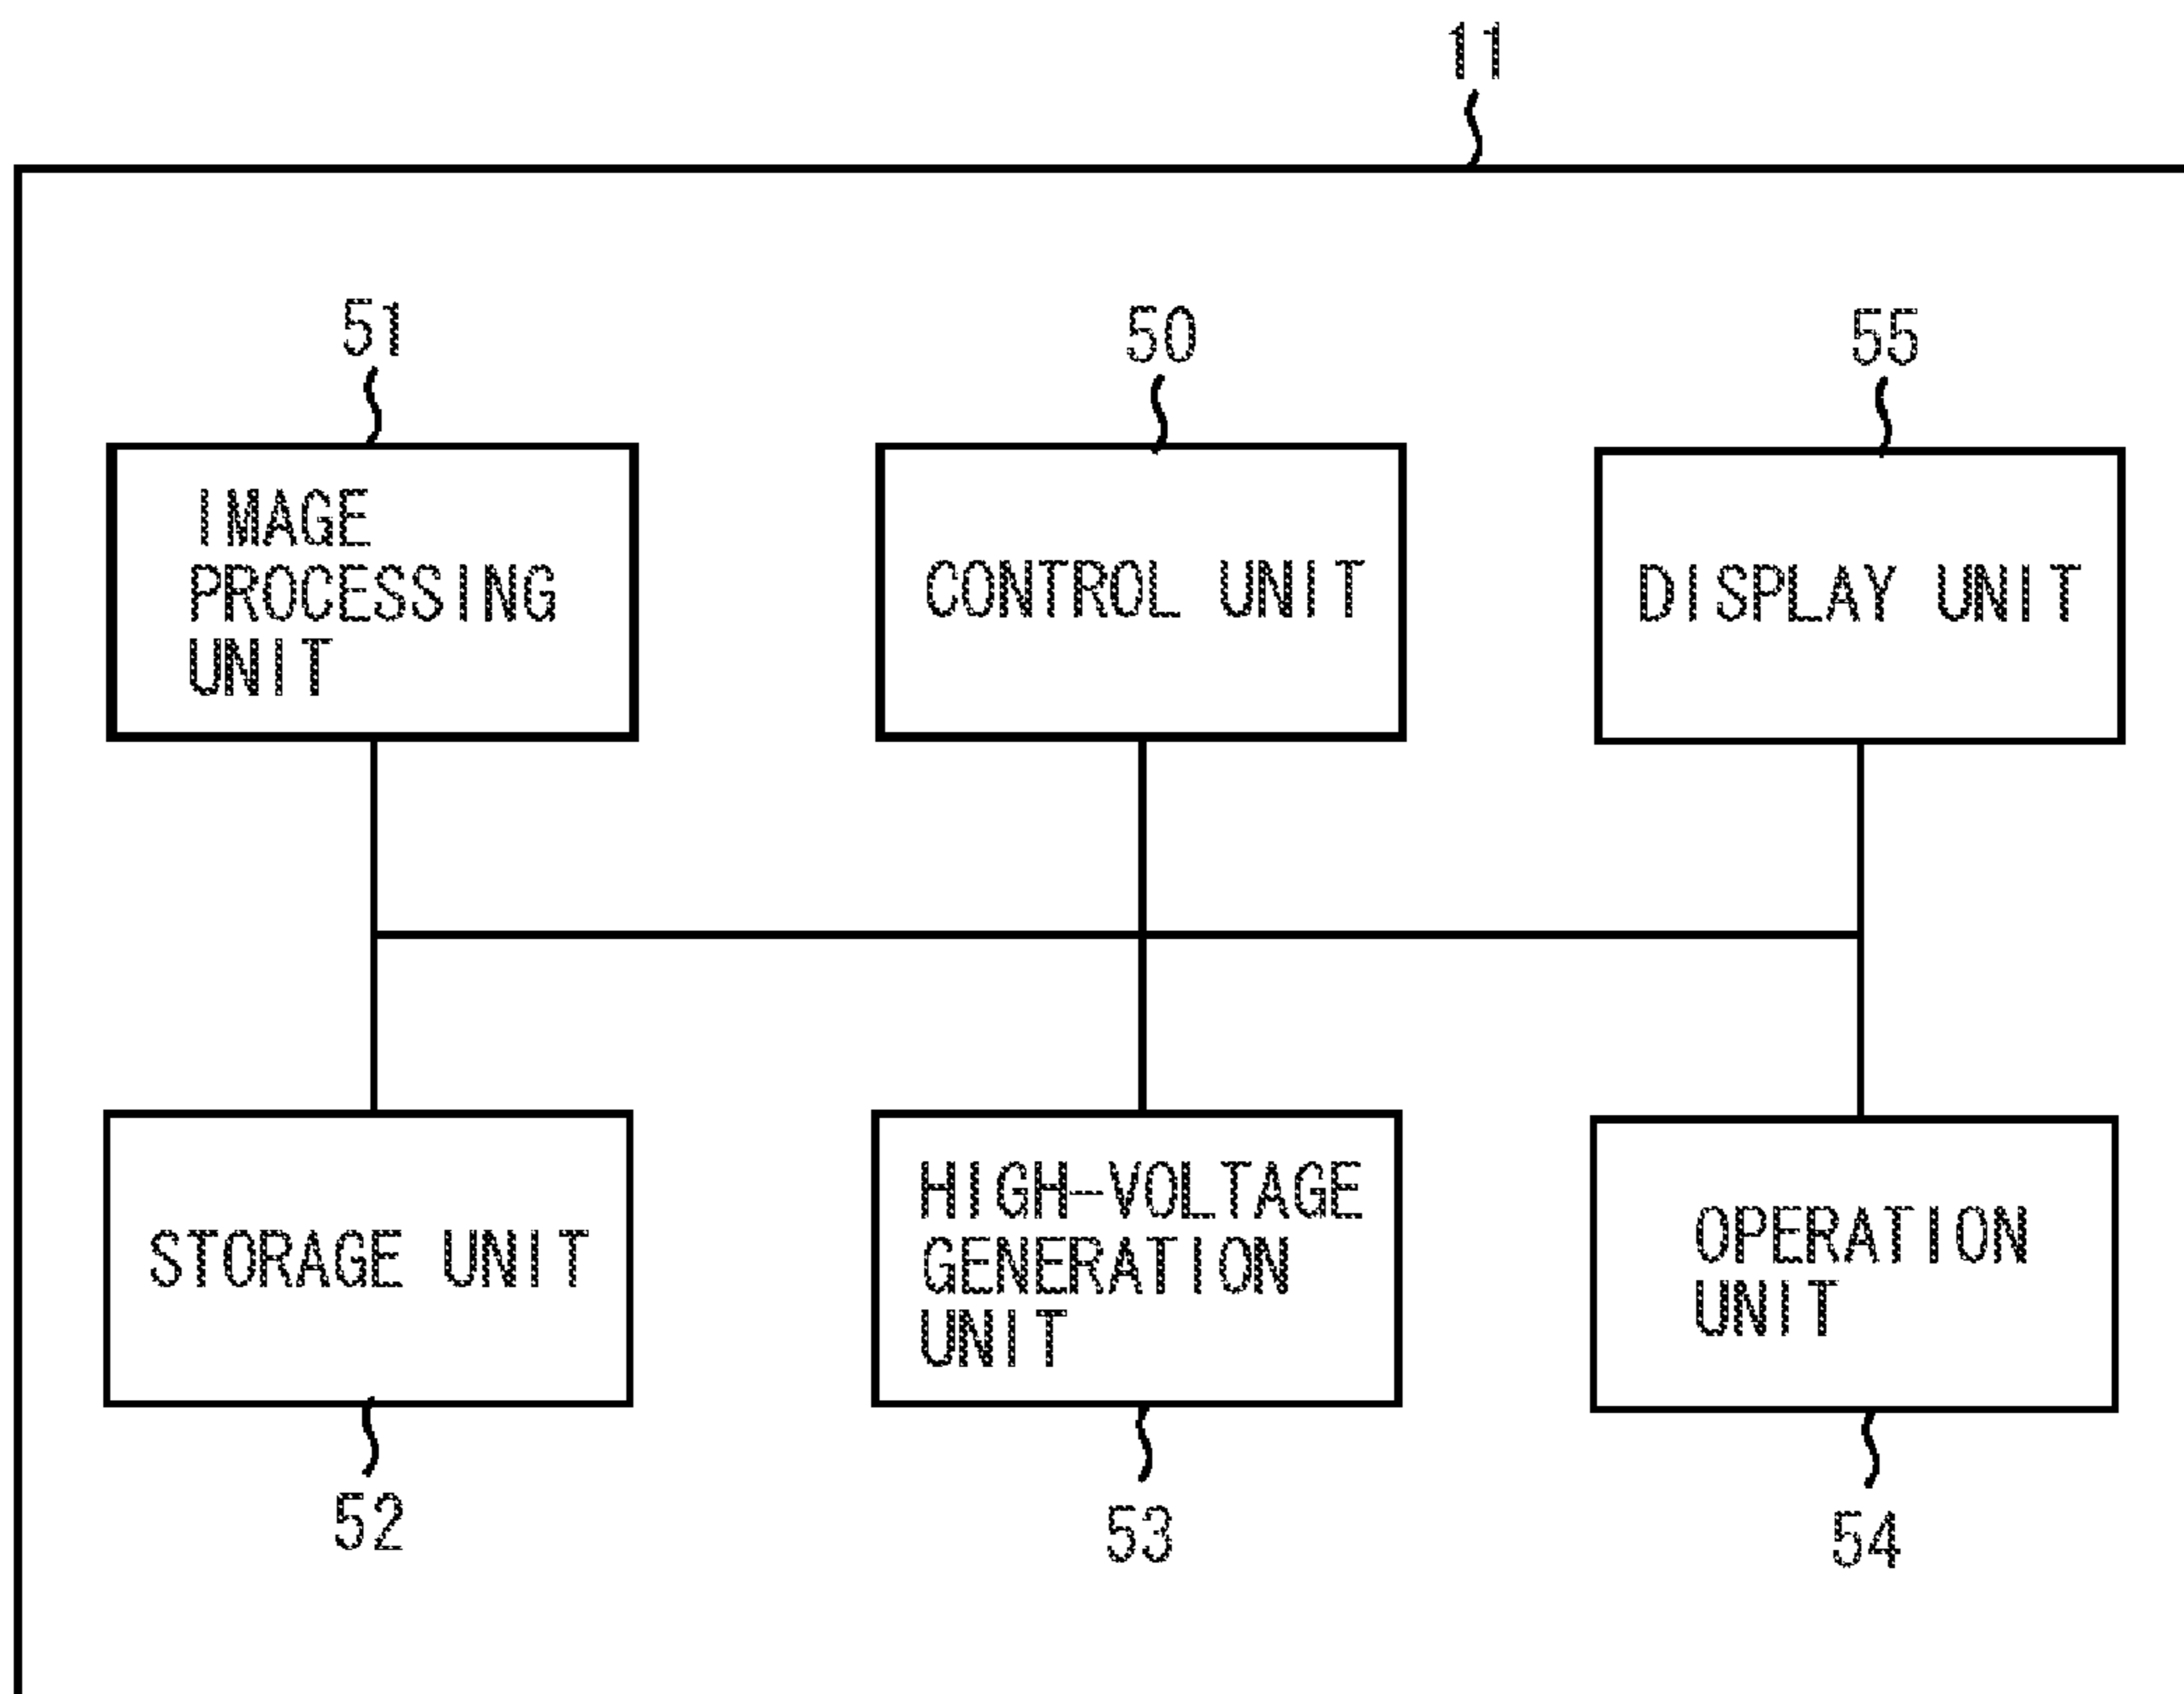 11
51
50
55
IMAGE
PROCESSING
UNIT
CONTROL UNIT
DISPLAY UNIT
STORAGE UNIT
HIGH-VOLTAGE
GENERATION
UNIT
OPERATION
UNIT
52
53
54